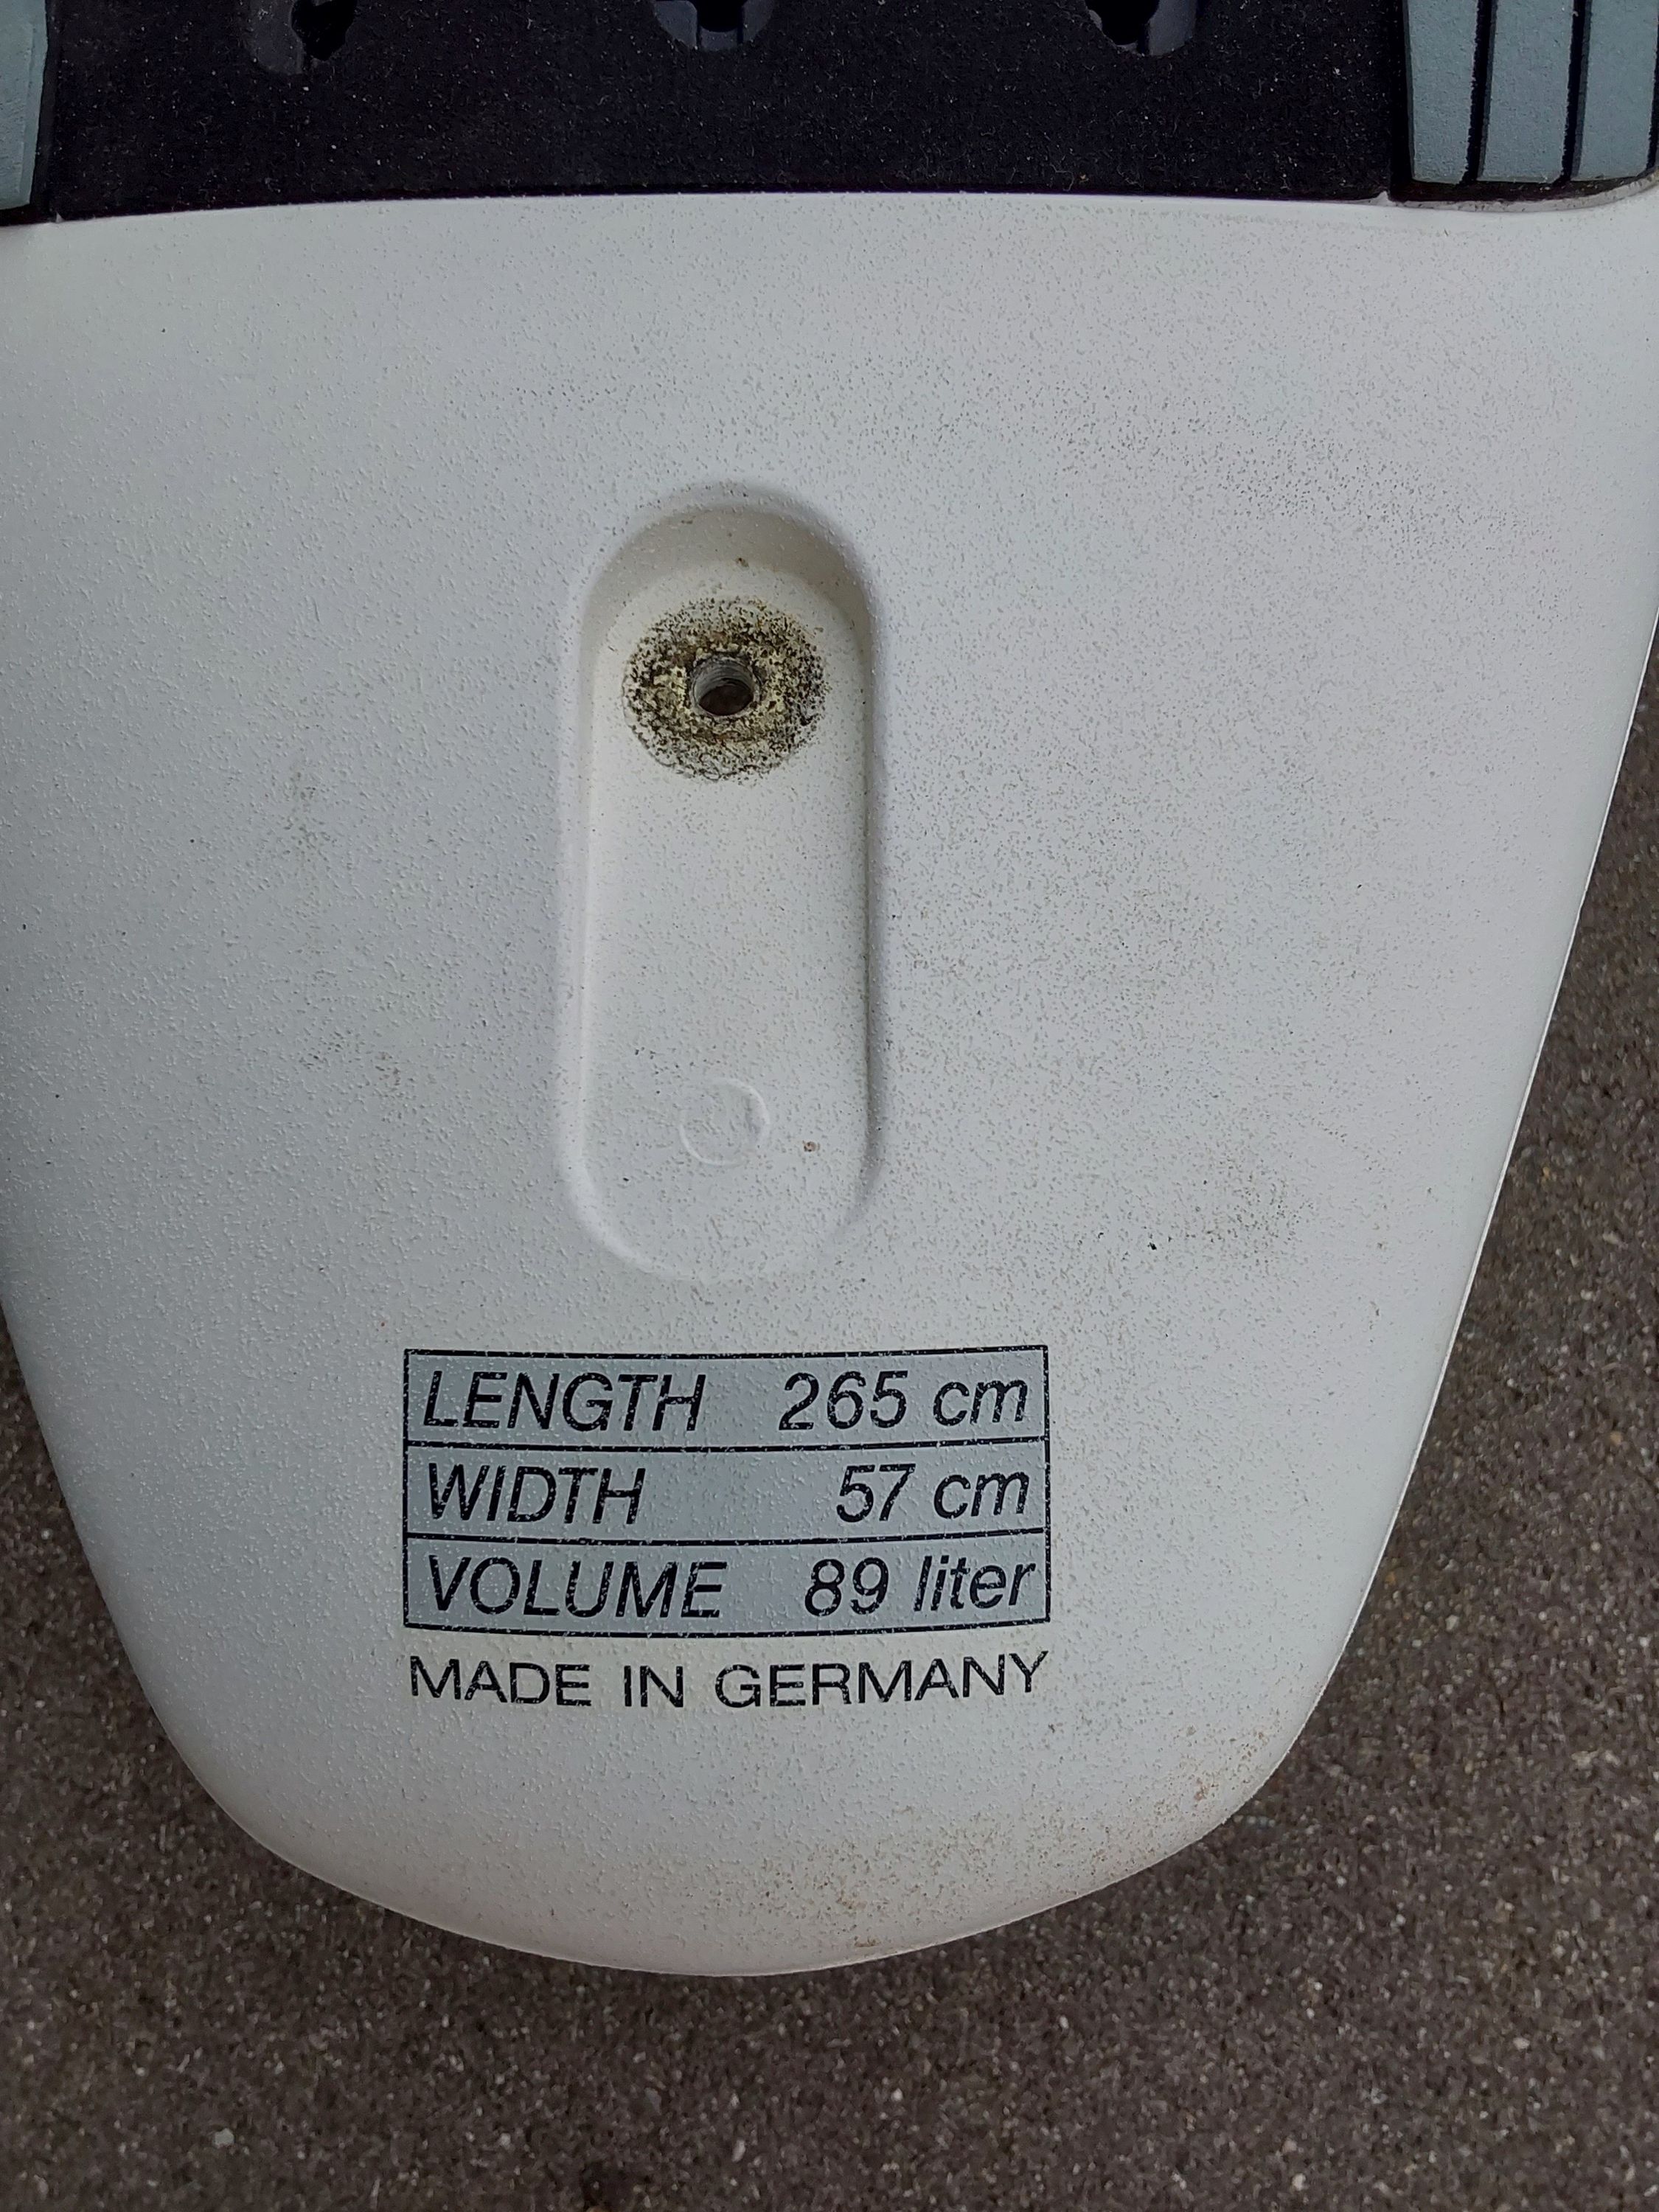 LENGTH 265 cm
WIDTH 57 cm
VOLUME 89 liter
MADE IN GERMANY